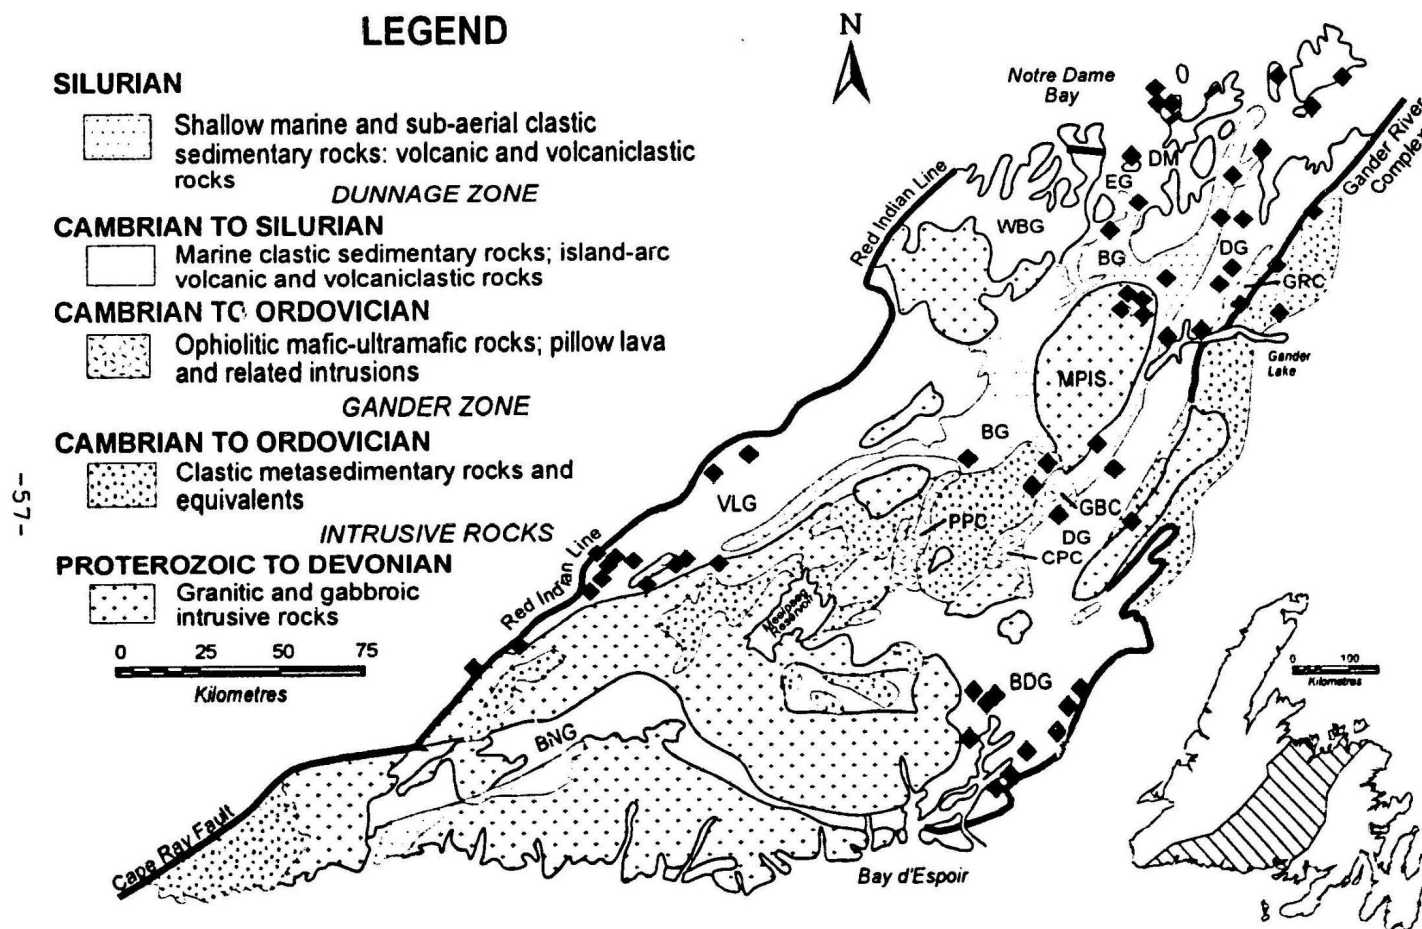 LEGEND
SILURIAN
Shallow marine and sub-aerial clastic
sedimentary rocks: volcanic and volcaniclastic
rocks
DUNNAGE ZONE
CAMBRIAN TO SILURIAN
Marine clastic sedimentary rocks; island-arc
volcanic and volcaniclastic rocks
CAMBRIAN TO ORDOVICIAN
Ophiolitic mafic-ultramafic rocks; pillow lava
and related intrusions
GANDER ZONE
CAMBRIAN TO ORDOVICIAN
Clastic metasedimentary rocks and
equivalents
INTRUSIVE ROCKS
PROTEROZOIC TO DEVONIAN
Granitic and gabbroic
intrusive rocks
0 25 50 75
Kilometres
-57-
N
Notre Dame
Bay
Gander River
Complex
Red Indian Line
DM
EG
WBG
BG
DG
GRC
Gander
Lake
MPIS
BG
VLG
GBC
PPC
DG
CPC
Red Indian Line
Meelpaeg
Reservoir
BDG
BNG
Cape Ray Fault
Bay d'Espoir
0 100
Kilometres